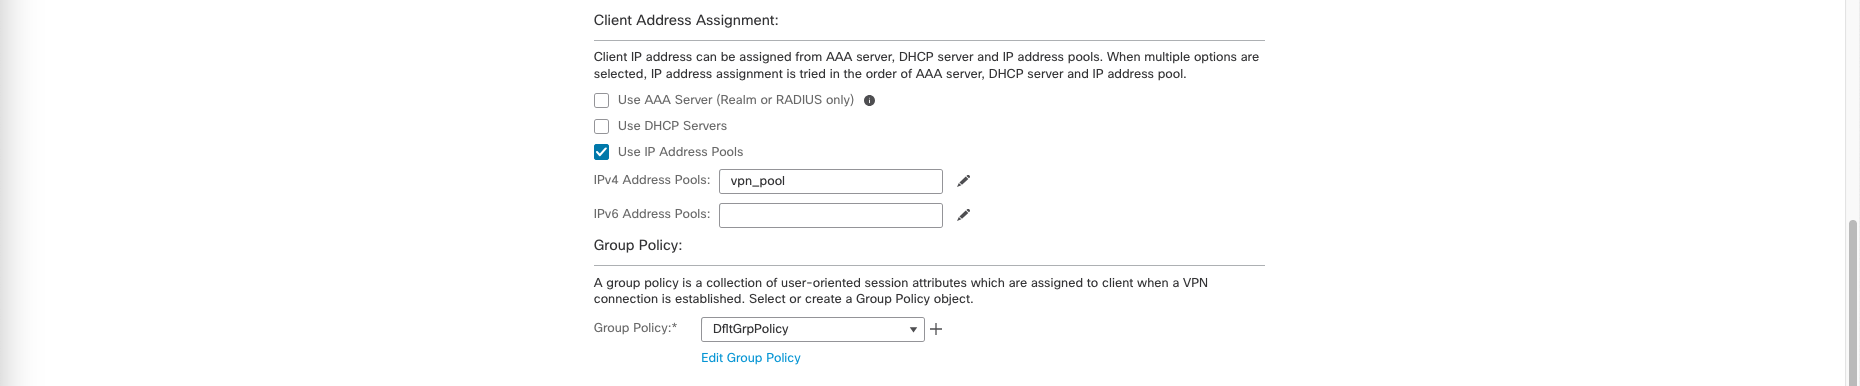 Client Address Assignment:
Client IP address can be assigned from AAA server, DHCP server and IP address pools. When multiple options are
selected, IP address assignment is tried in the order of AAA server, DHCP server and IP address pool.
Use AAA Server (Realm or RADIUS only)
Use DHCP Servers
Use IP Address Pools
IPv4 Address Pools: vpn_pool
IPv6 Address Pools:
Group Policy:
A group policy is a collection of user-oriented session attributes which are assigned to client when a VPN
connection is established. Select or create a Group Policy object.
Group Policy:* DfltGrpPolicy
Edit Group Policy